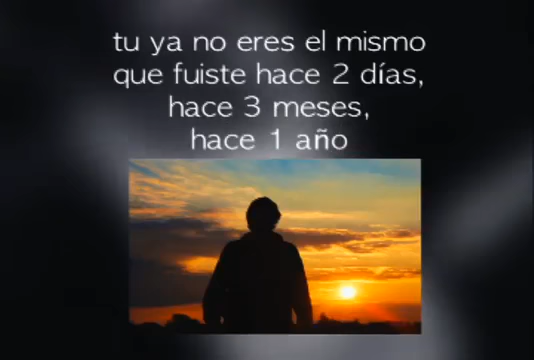 tu ya no eres el mismo
que fuiste hace 2 días,
hace 3 meses,
hace 1 año